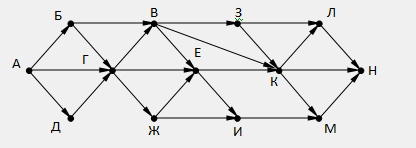 Б В З Л
А Г Е К Н
Д Ж И М